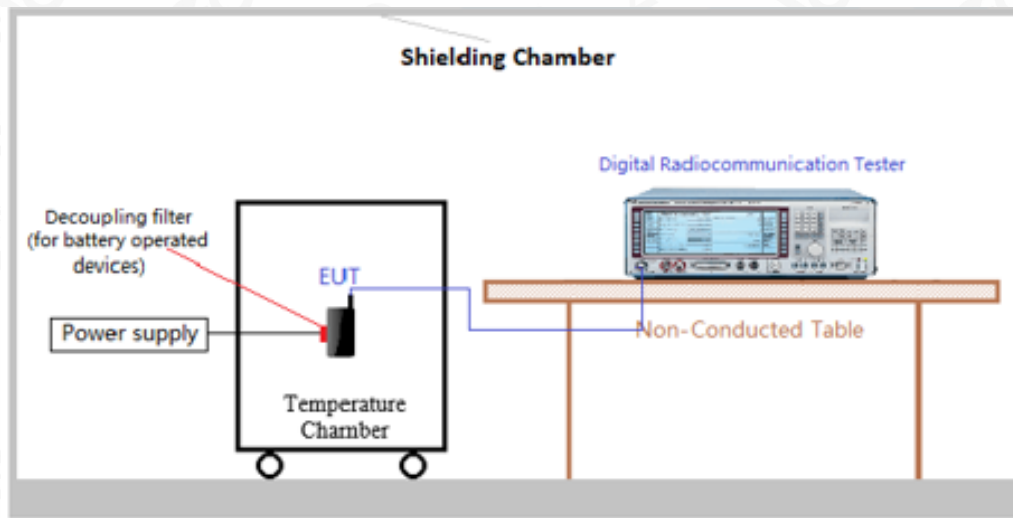 Shielding Chamber
Digital Radiocommunication Tester
Decoupling filter
(for battery operated
devices)
EUT
Power supply
Non-Conducted Table
Temperature
Chamber